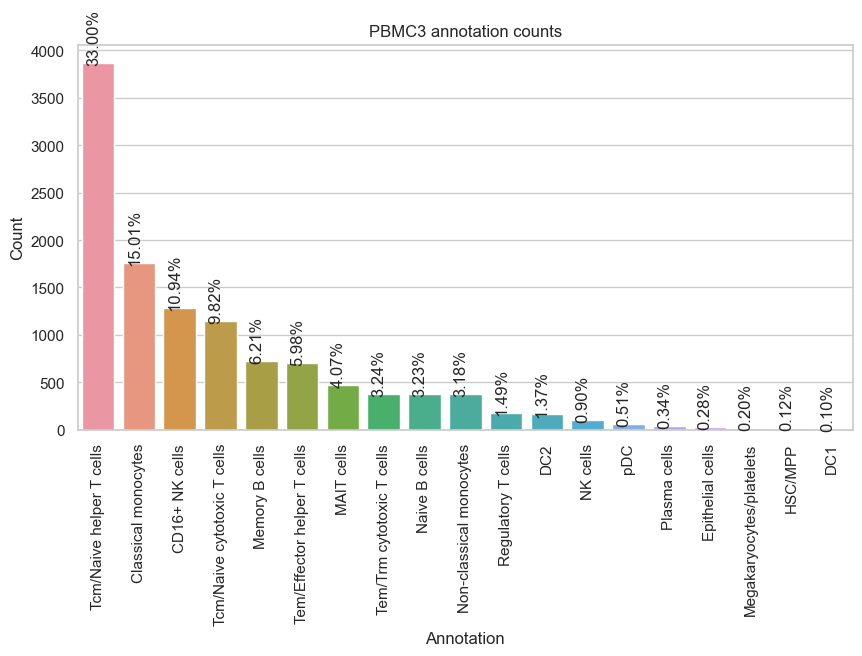 PBMC3 annotation counts
Count
4000
3500
3000
2500
2000
1500
1000
500
0
33.00%
15.01%
10.94%
9.82%
6.21%
5.98%
4.07%
3.24%
3.23%
3.18%
1.49%
1.37%
0.90%
0.51%
0.34%
0.28%
0.20%
0.12%
0.10%
Tcm/Naive helper T cells
Classical monocytes
CD16+ NK cells
Tcm/Naive cytotoxic T cells
Memory B cells
Tem/Effector helper T cells
MAIT cells
Tem/Trm cytotoxic T cells
Naive B cells
Non-classical monocytes
Regulatory T cells
DC2
NK cells
pDC
Plasma cells
Epithelial cells
Megakaryocytes/platelets
HSC/MPP
DC1
Annotation